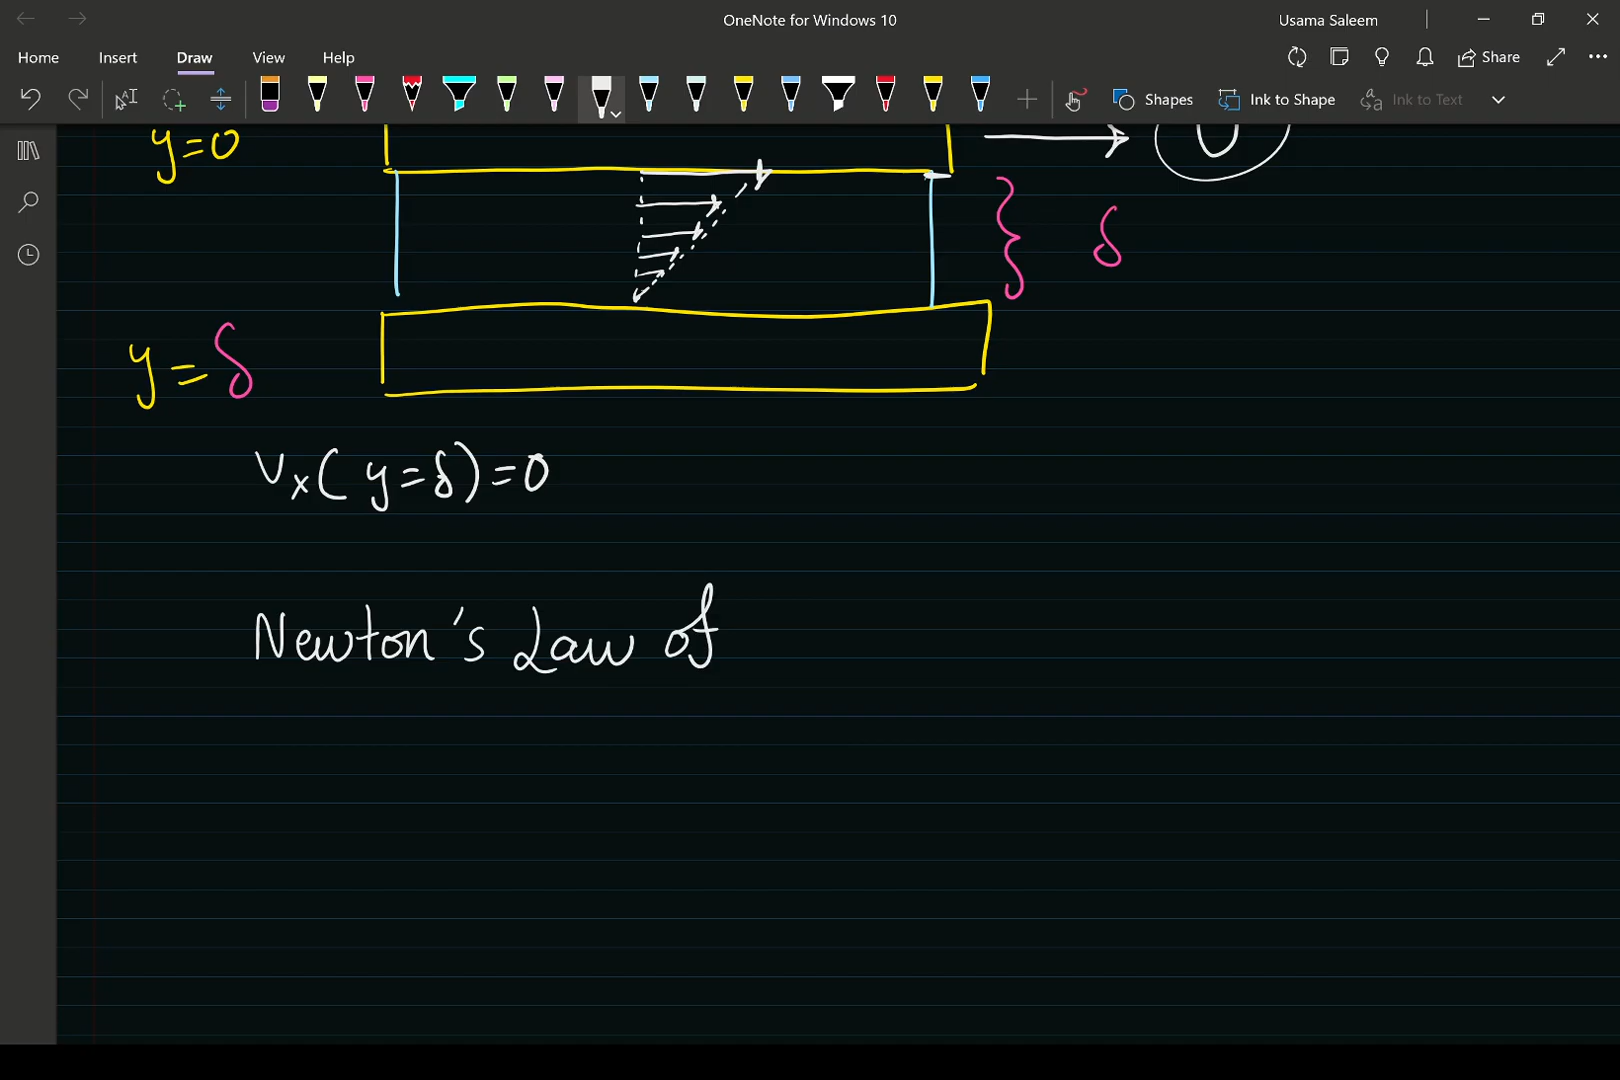 OneNote for Windows 10
Usama Saleem
Home Insert Draw View Help
Share
Shapes
Ink to Shape
Ink to Text
y=0
U
δ
y=δ
Vx(y=δ)=0
Newton's Law of